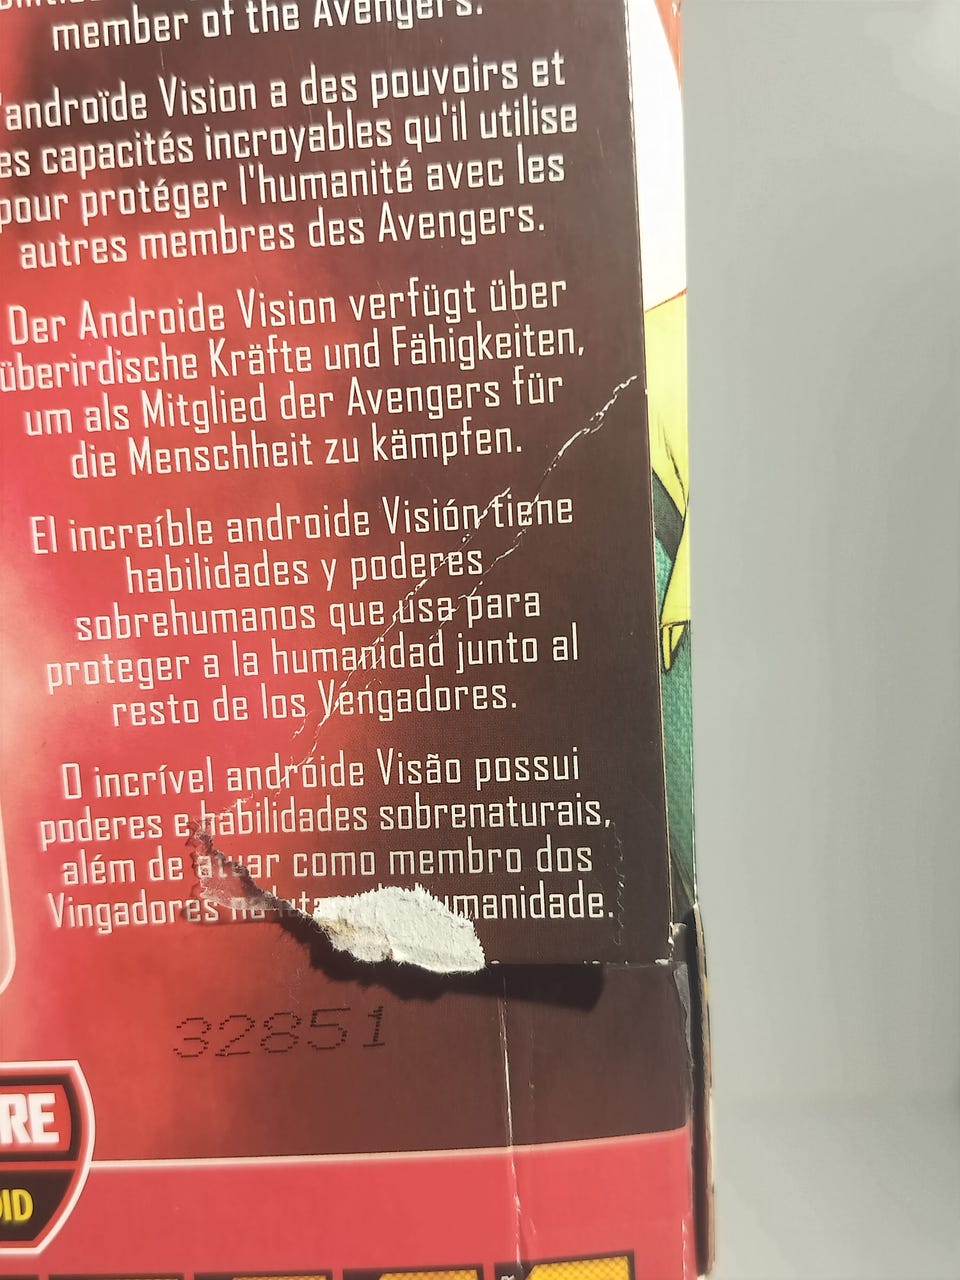 member of the Avengers.
androïde Vision a des pouvoirs et
es capacités incroyables qu'il utilise
pour protéger l'humanité avec les
autres membres des Avengers.
Der Androide Vision verfügt über
überirdische Kräfte und Fähigkeiten,
um als Mitglied der Avengers für
die Menschheit zu kämpfen.
El increíble androide Visión tiene
habilidades y poderes
sobrehumanos que usa para
proteger a la humanidad junto al
resto de los Vengadores.
O incrível andróide Visão possui
poderes e habilidades sobrenaturais,
além de atuar como membro dos
Vingadores na luta umanidade.
32851
RE
OID